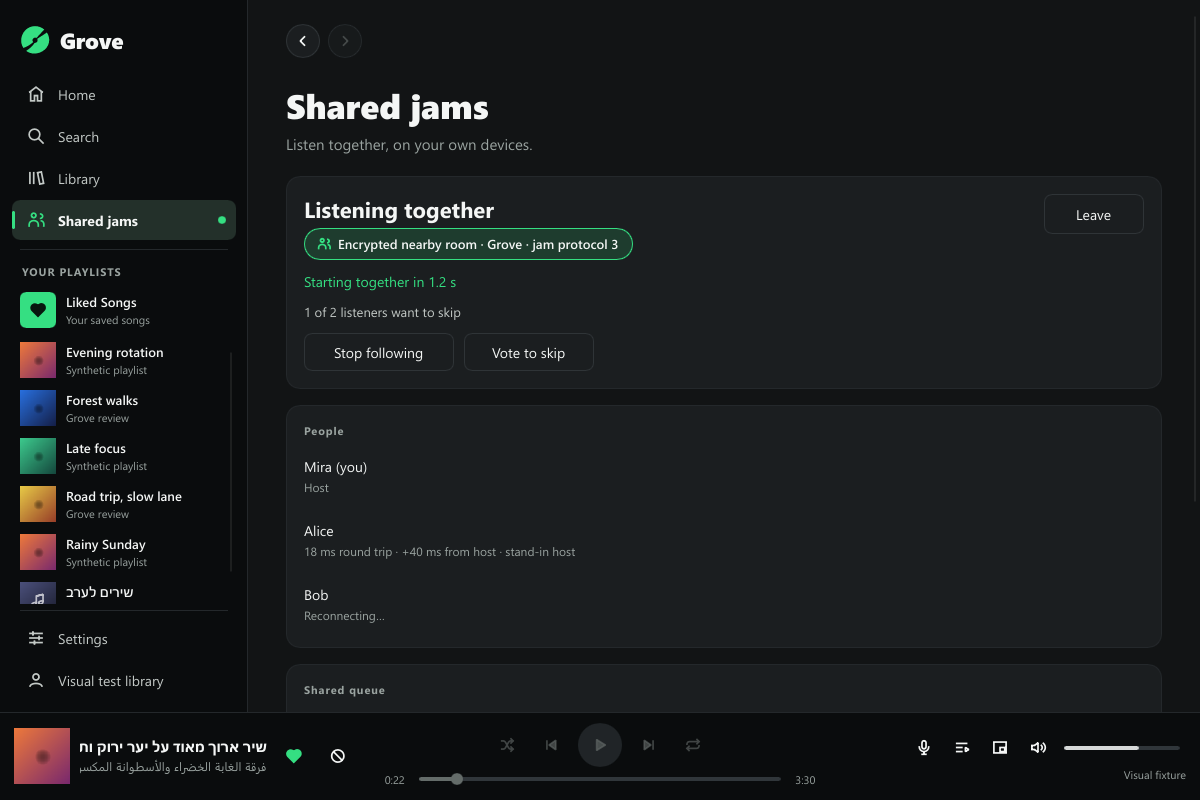 Grove
Home
Search
Library
Shared jams
YOUR PLAYLISTS
Liked Songs
Your saved songs
Evening rotation
Synthetic playlist
Forest walks
Grove review
Late focus
Synthetic playlist
Road trip, slow lane
Grove review
Rainy Sunday
Synthetic playlist
שירים לערב
Settings
Visual test library
Shared jams
Listen together, on your own devices.
Listening together
Leave
Encrypted nearby room · Grove · jam protocol 3
Starting together in 1.2 s
1 of 2 listeners want to skip
Stop following
Vote to skip
People
Mira (you)
Host
Alice
18 ms round trip · +40 ms from host · stand-in host
Bob
Reconnecting...
Shared queue
שיר ארוך מאוד על יער ירוק
فرقة الغابة الخضراء والأسطوانة
0:22
3:30
Visual fixture